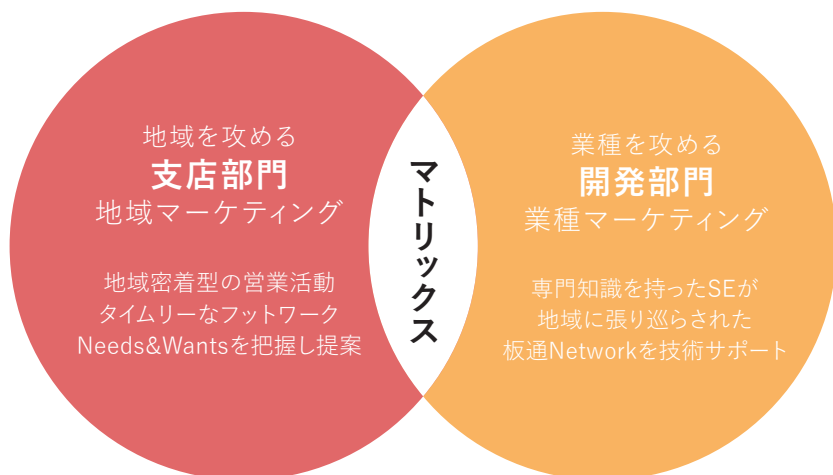 地域を攻める
支店部門
地域マーケティング
地域密着型の営業活動
タイムリーなフットワーク
Needs&Wantsを把握し提案
マトリックス
業種を攻める
開発部門
業種マーケティング
専門知識を持ったSEが
地域に張り巡らされた
板通Networkを技術サポート